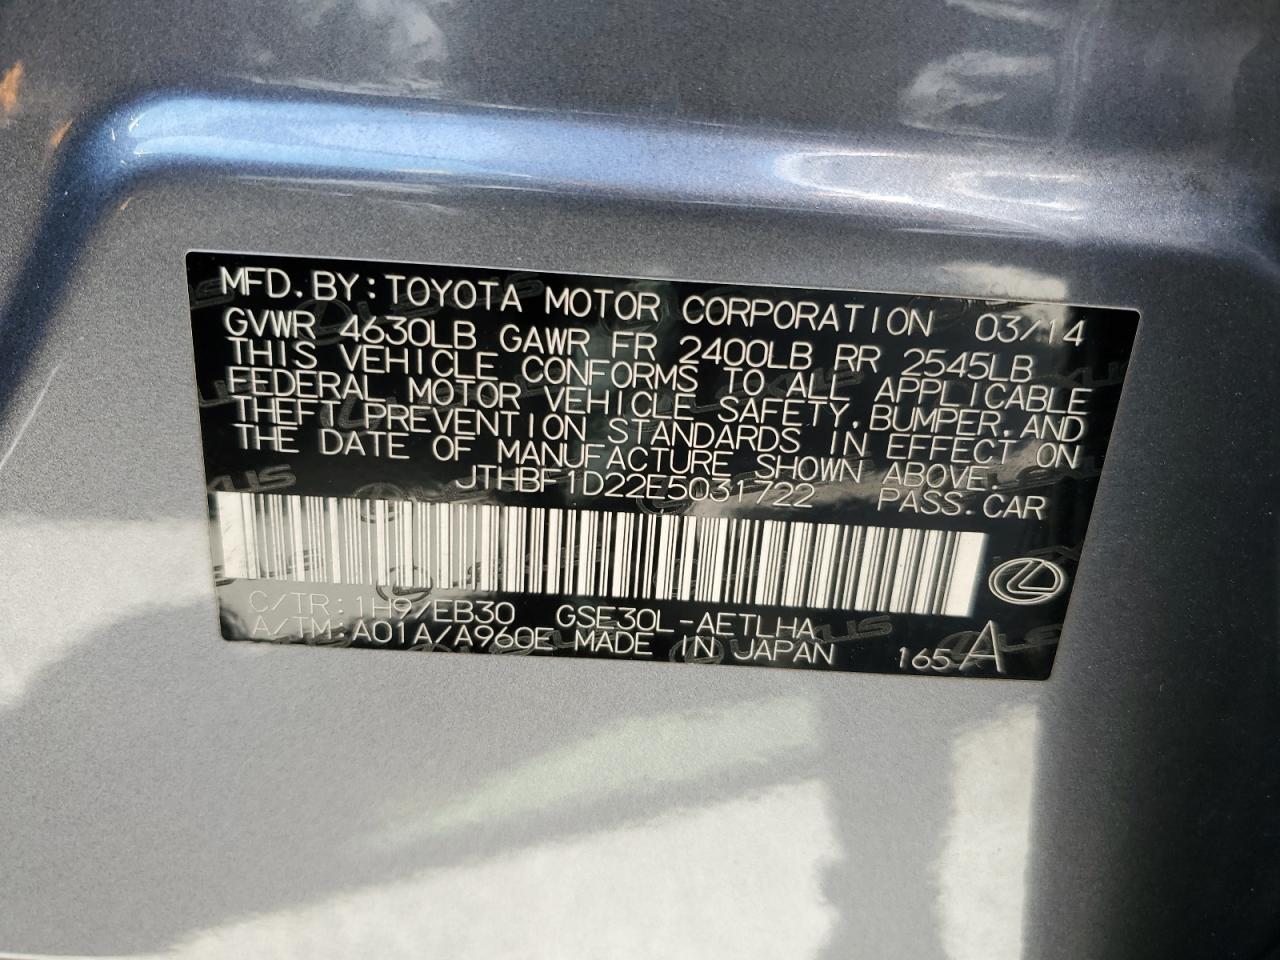 MFD.BY:TOYOTA MOTOR CORPORATION 03/14
GVWR 4630LB GAWR FR 2400LB RR 2545LB
THIS VEHICLE CONFORMS TO ALL APPLICABLE
FEDERAL MOTOR VEHICLE SAFETY,BUMPER,AND
THEFT PREVENTION STANDARDS IN EFFECT ON
THE DATE OF MANUFACTURE SHOWN ABOVE.
JTHBF1D22E5031722 PASS.CAR
C/TR:1H9/EB30 GSE30L-AETLHA
A/TM:A01A/A960E MADE IN JAPAN 165 A